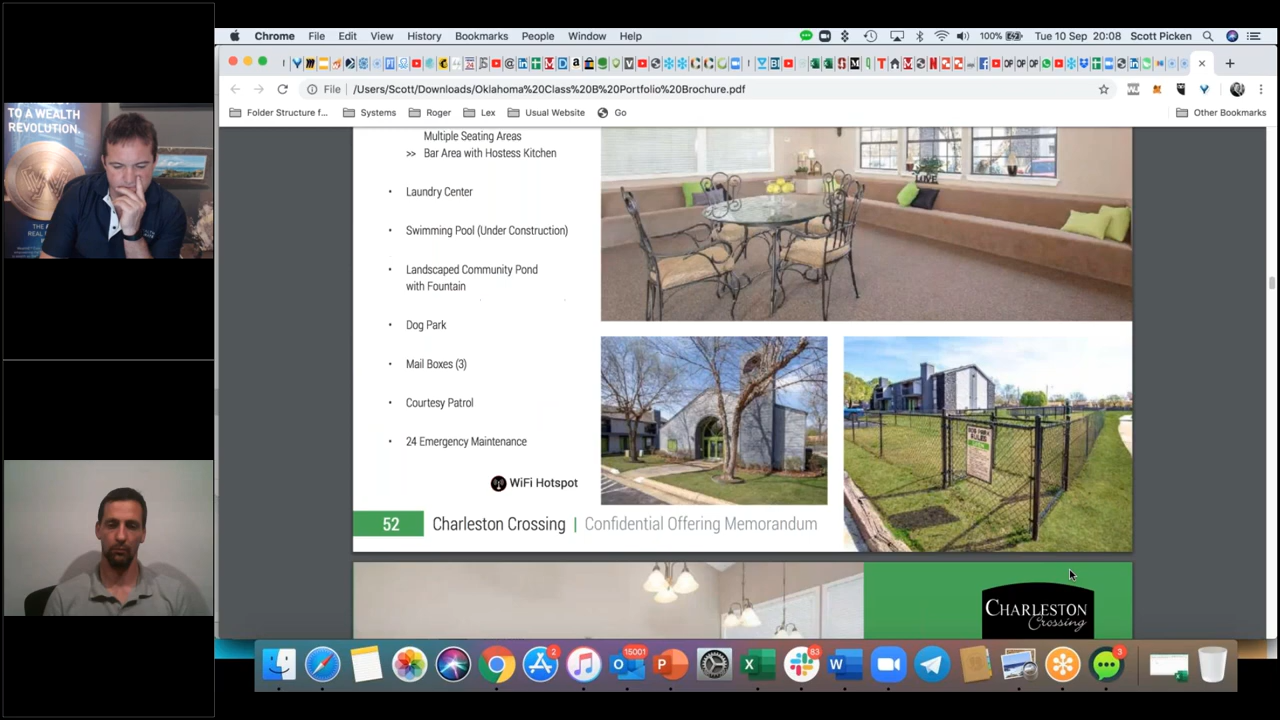 Chrome File Edit View History Bookmarks People Window Help
100%
Tue 10 Sep 20:08 Scott Picken
File /Users/Scott/Downloads/Oklahoma%20Class%20B%20Portfolio%20Brochure.pdf
Folder Structure f... Systems Roger Lex Usual Website Go Other Bookmarks
TO A WEALTH
REVOLUTION.
Multiple Seating Areas
>> Bar Area with Hostess Kitchen
• Laundry Center
• Swimming Pool (Under Construction)
• Landscaped Community Pond
with Fountain
• Dog Park
• Mail Boxes (3)
• Courtesy Patrol
• 24 Emergency Maintenance
WiFi Hotspot
52 Charleston Crossing | Confidential Offering Memorandum
CHARLESTON
Crossing
2
15001
83
3